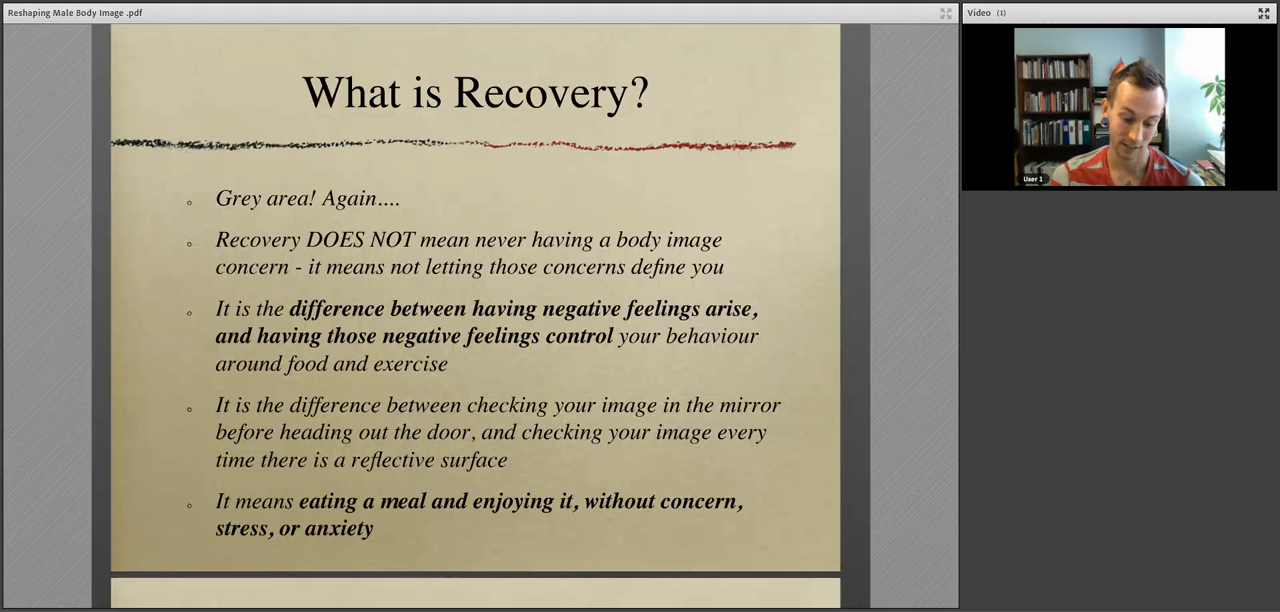 Reshaping Male Body Image .pdf
Video (1)
What is Recovery?
Grey area! Again....
Recovery DOES NOT mean never having a body image
concern - it means not letting those concerns define you
It is the difference between having negative feelings arise,
and having those negative feelings control your behaviour
around food and exercise
It is the difference between checking your image in the mirror
before heading out the door, and checking your image every
time there is a reflective surface
It means eating a meal and enjoying it, without concern,
stress, or anxiety
User 1